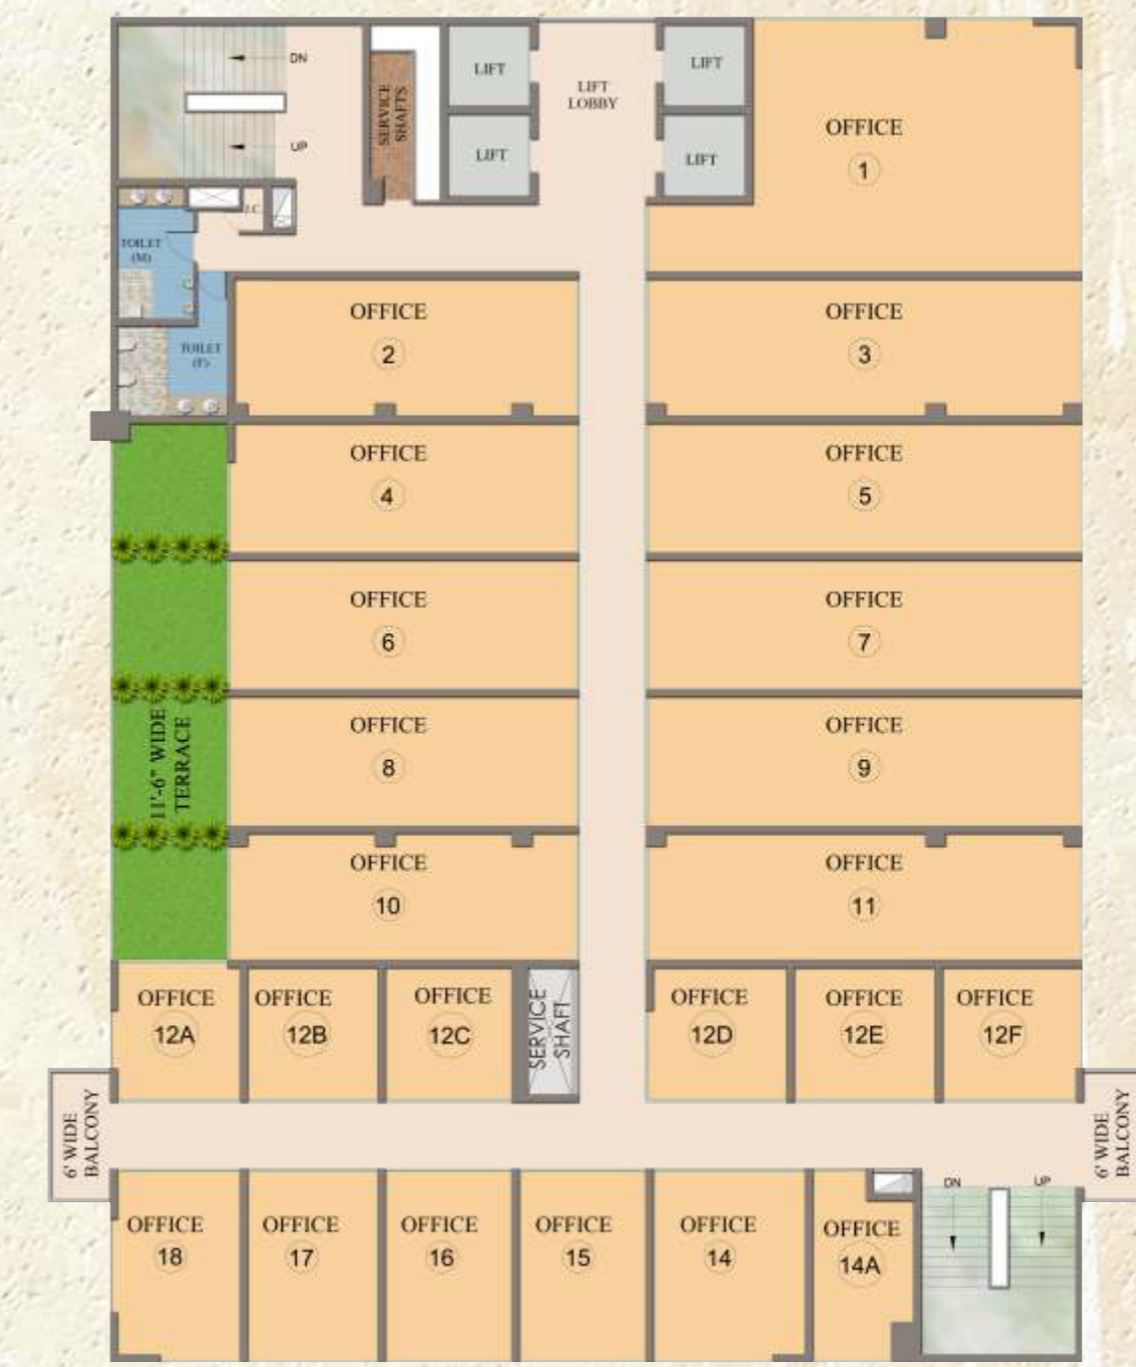 DN
UP
SERVICE
SHAFTS
LIFT
LIFT
LIFT
LOBBY
LIFT
LIFT
OFFICE
1
TOILET
(M)
TOILET
(F)
OFFICE
2
OFFICE
3
OFFICE
4
OFFICE
5
OFFICE
6
OFFICE
7
11'-6" WIDE
TERRACE
OFFICE
8
OFFICE
9
OFFICE
10
OFFICE
11
OFFICE
12A
OFFICE
12B
OFFICE
12C
SERVICE
SHAFT
OFFICE
12D
OFFICE
12E
OFFICE
12F
6' WIDE
BALCONY
6' WIDE
BALCONY
OFFICE
18
OFFICE
17
OFFICE
16
OFFICE
15
OFFICE
14
OFFICE
14A
DN
UP